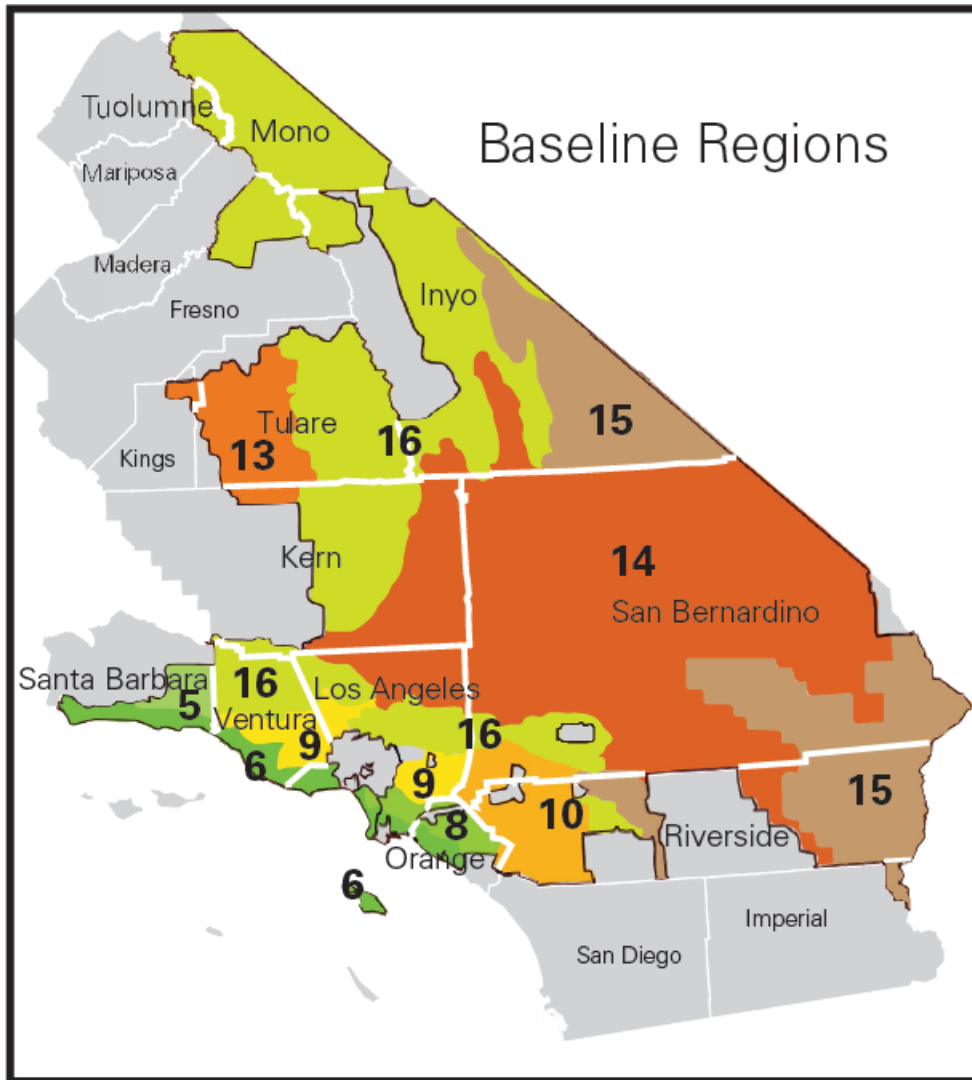 Baseline Regions
Tuolumne
Mono
Mariposa
Madera
Inyo
Fresno
15
Tulare
16
13
Kings
Kern
14
San Bernardino
Santa Barbara
16
Los Angeles
5
Ventura
16
9
6
9
15
10
8
Riverside
Orange
6
Imperial
San Diego